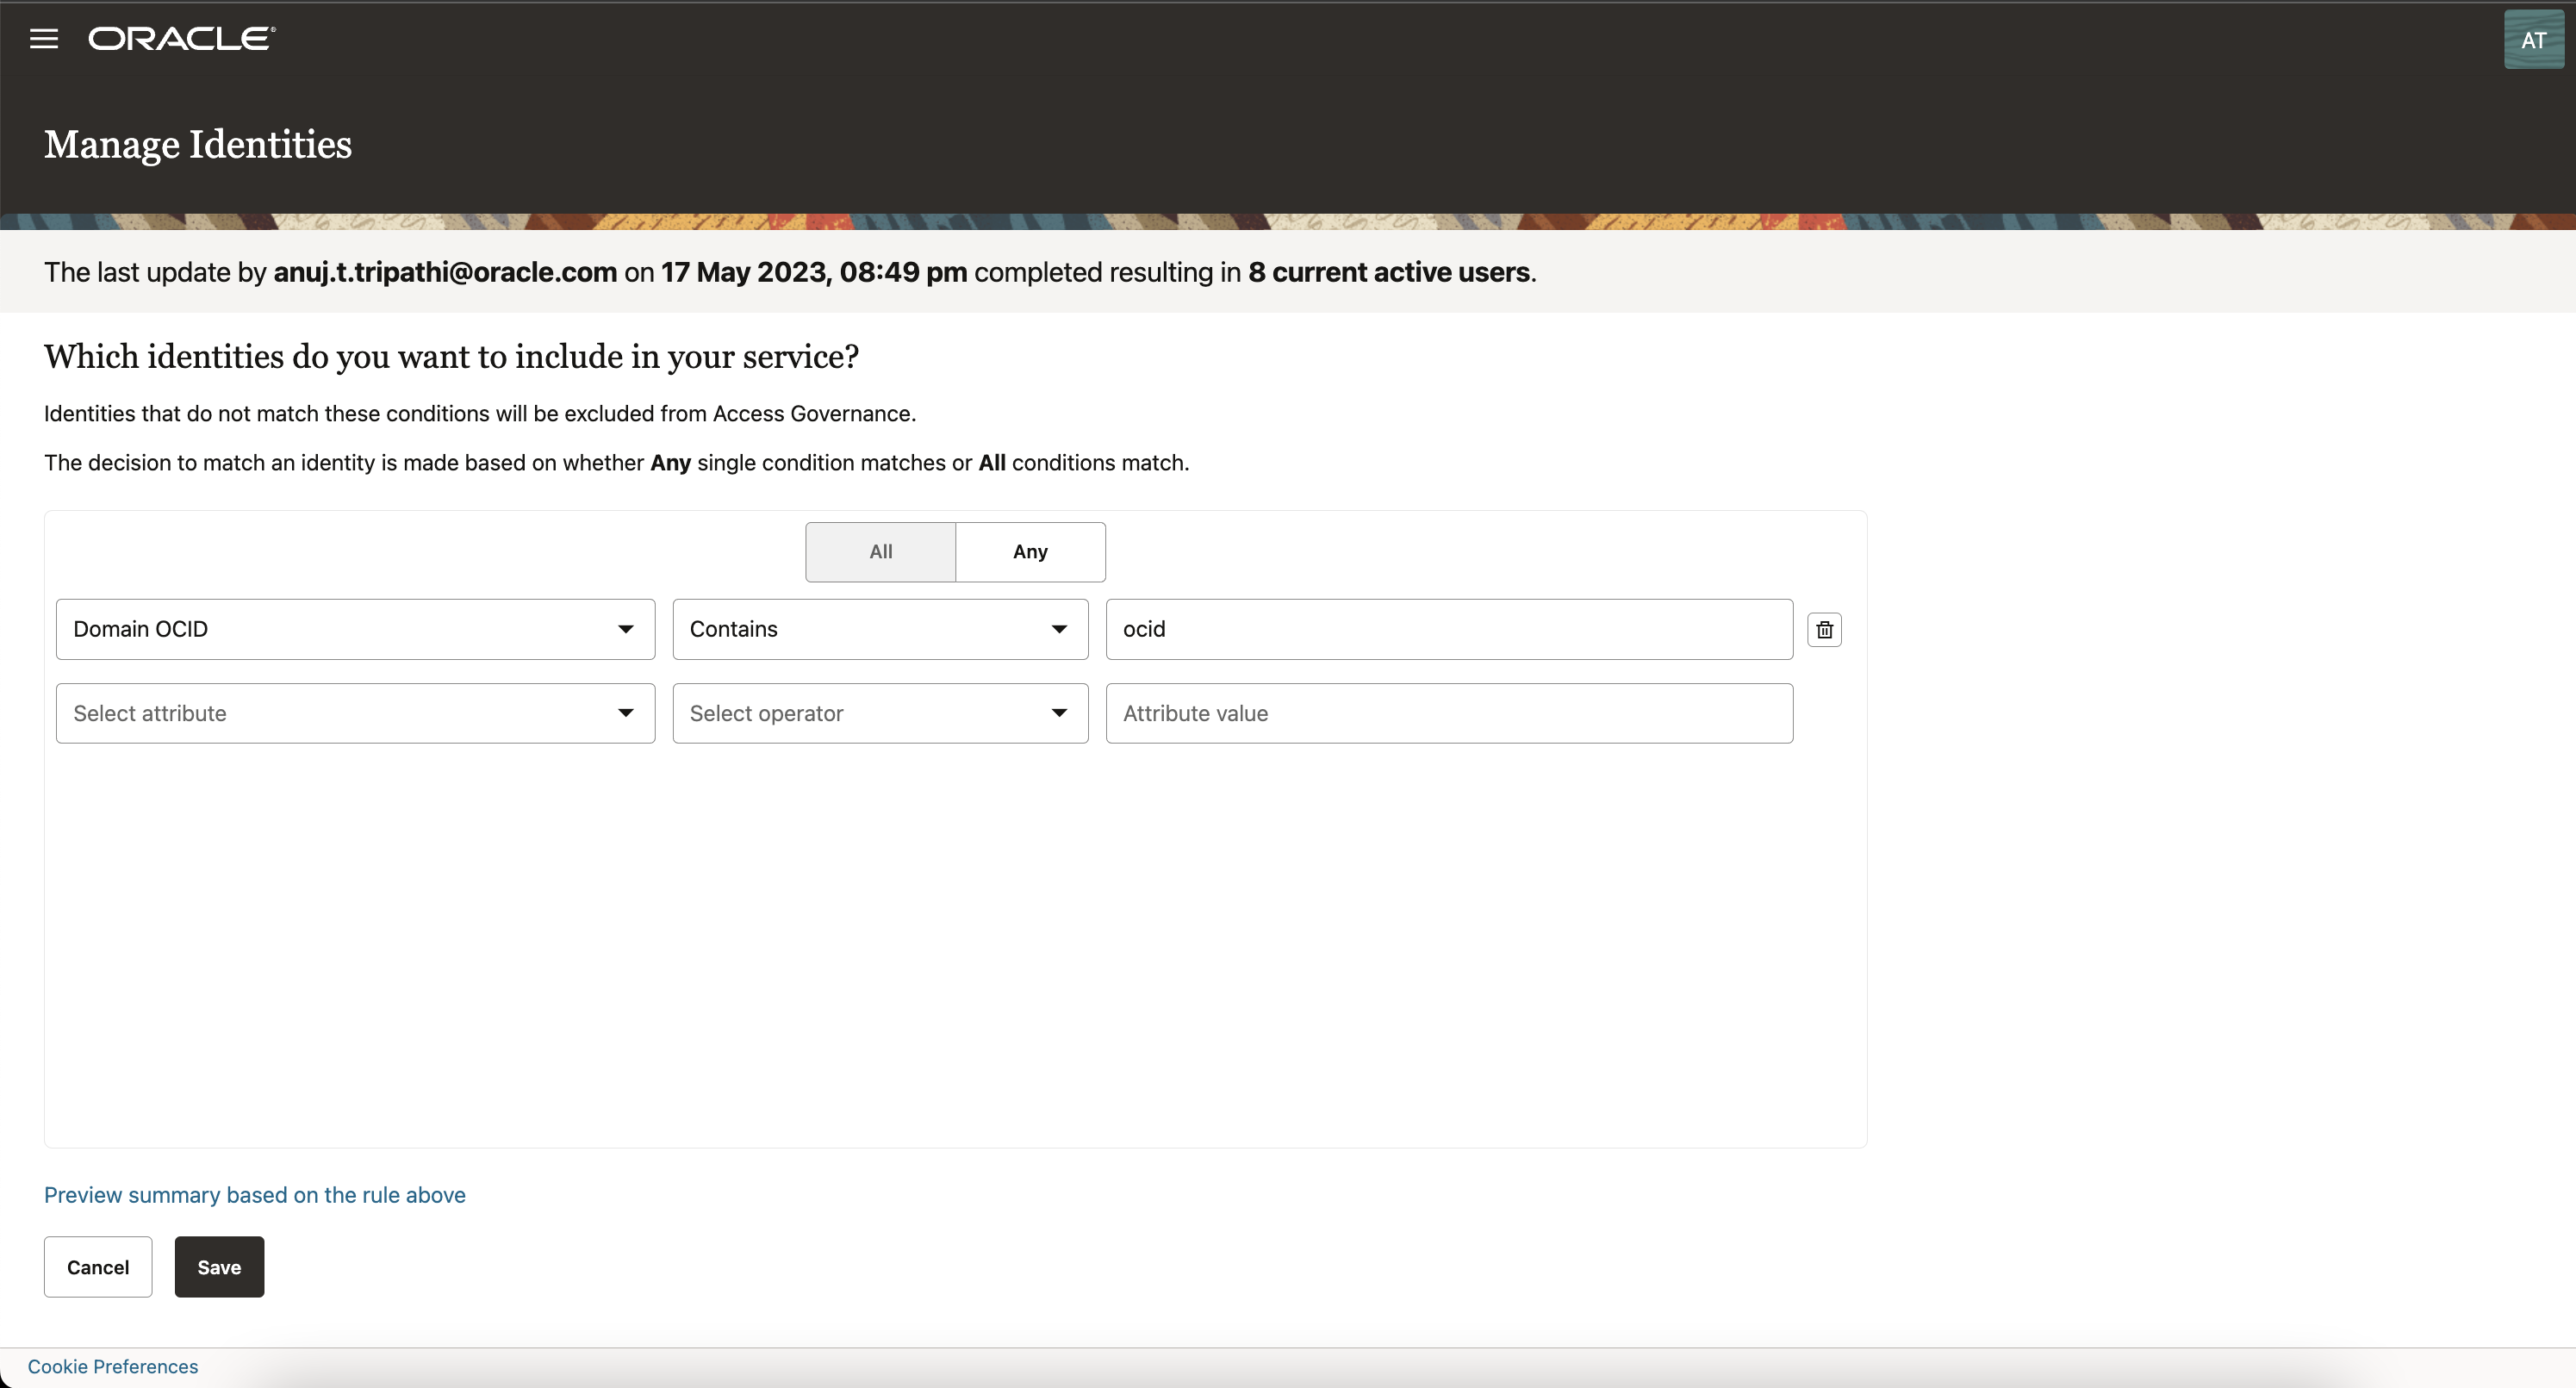 ORACLE
AT
Manage Identities
The last update by anuj.t.tripathi@oracle.com on 17 May 2023, 08:49 pm completed resulting in 8 current active users.
Which identities do you want to include in your service?
Identities that do not match these conditions will be excluded from Access Governance.
The decision to match an identity is made based on whether Any single condition matches or All conditions match.
All Any
Domain OCID Contains ocid
Select attribute Select operator Attribute value
Preview summary based on the rule above
Cancel Save
Cookie Preferences